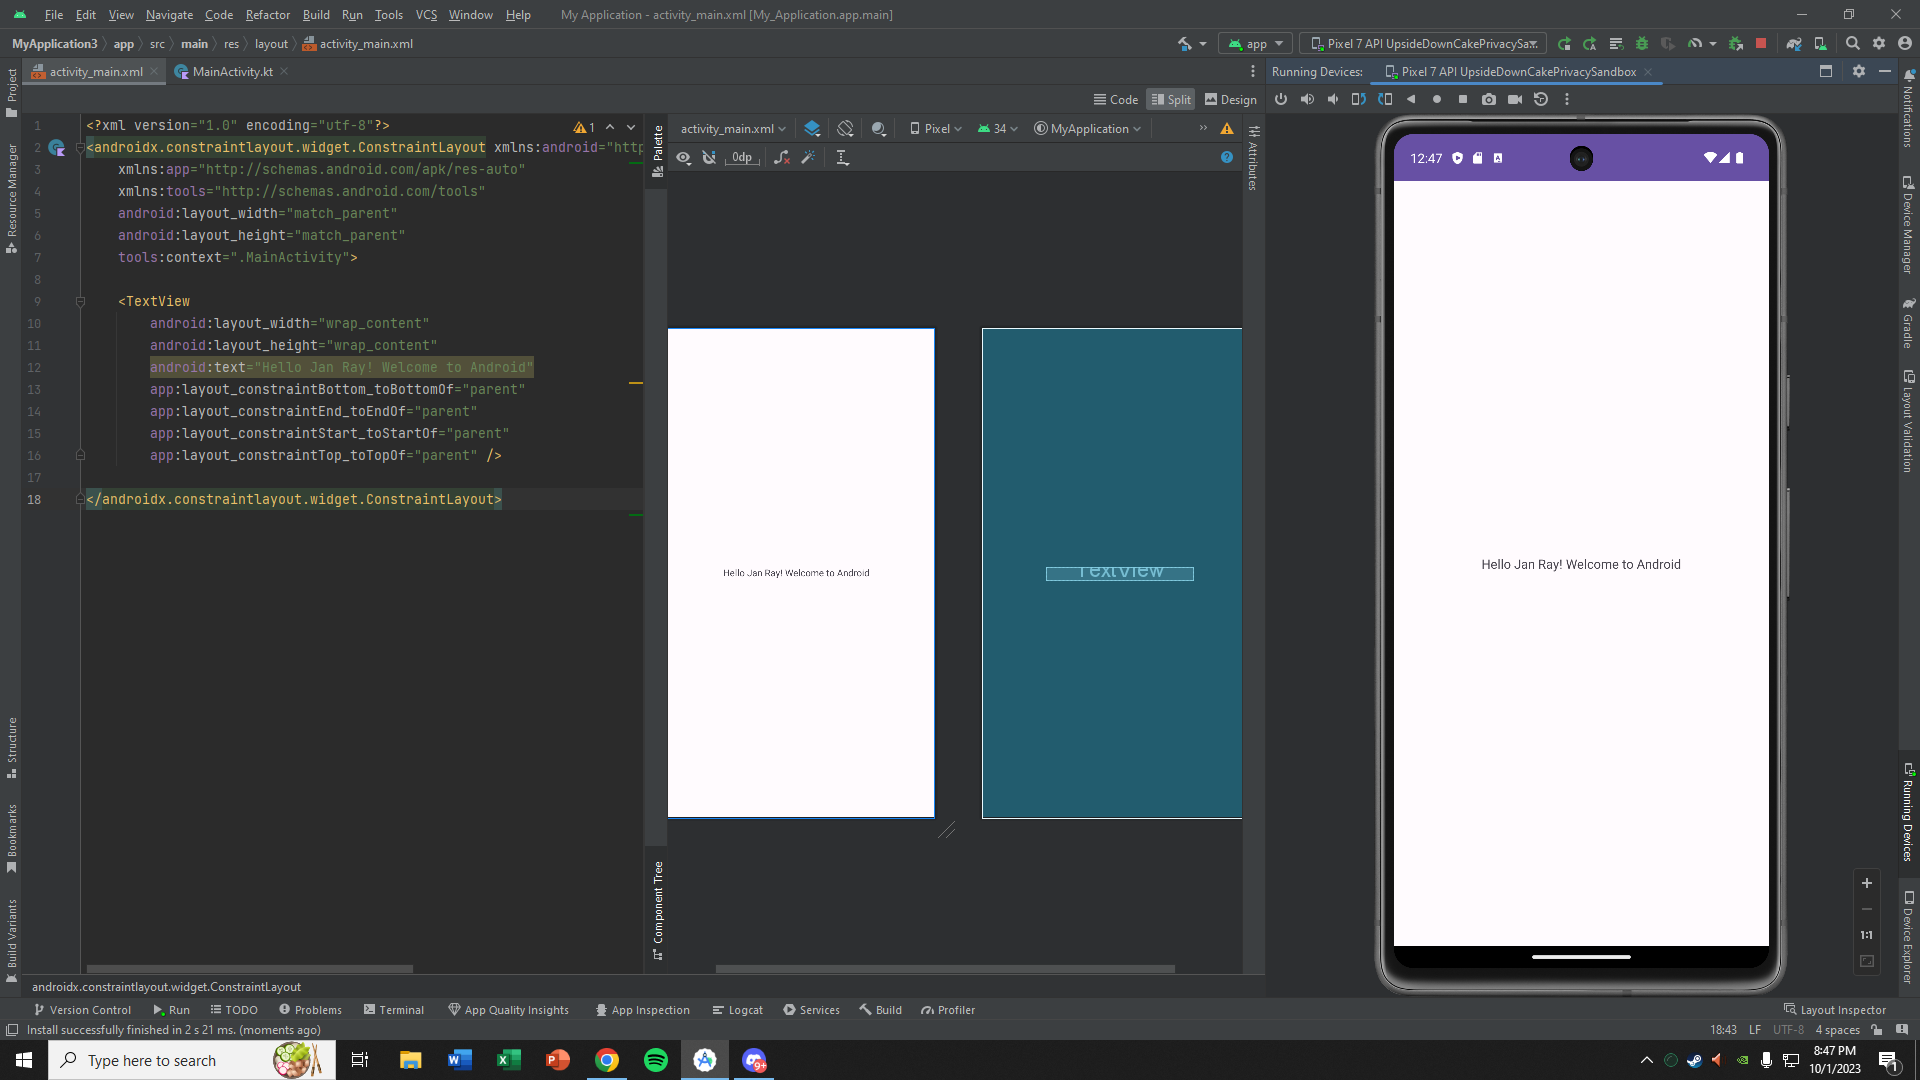 File Edit View Navigate Code Refactor Build Run Tools VCS Window Help My Application - activity_main.xml [My_Application.app.main]
MyApplication3 app src main res layout activity_main.xml app Pixel 7 API UpsideDownCakePrivacySa...
activity_main.xml MainActivity.kt Running Devices: Pixel 7 API UpsideDownCakePrivacySandbox
Code Split Design
Project
Resource Manager
Structure
Bookmarks
Build Variants
1 <?xml version="1.0" encoding="utf-8"?>
2 <androidx.constraintlayout.widget.ConstraintLayout xmlns:android="http
3 xmlns:app="http://schemas.android.com/apk/res-auto"
4 xmlns:tools="http://schemas.android.com/tools"
5 android:layout_width="match_parent"
6 android:layout_height="match_parent"
7 tools:context=".MainActivity">
8
9 <TextView
10 android:layout_width="wrap_content"
11 android:layout_height="wrap_content"
12 android:text="Hello Jan Ray! Welcome to Android"
13 app:layout_constraintBottom_toBottomOf="parent"
14 app:layout_constraintEnd_toEndOf="parent"
15 app:layout_constraintStart_toStartOf="parent"
16 app:layout_constraintTop_toTopOf="parent" />
17
18 </androidx.constraintlayout.widget.ConstraintLayout>
1
Palette
Component Tree
activity_main.xml Pixel 34 MyApplication
0dp
Attributes
Hello Jan Ray! Welcome to Android
TextView
12:47
Hello Jan Ray! Welcome to Android
1:1
Notifications
Device Manager
Gradle
Layout Validation
Running Devices
Device Explorer
androidx.constraintlayout.widget.ConstraintLayout
Version Control Run TODO Problems Terminal App Quality Insights App Inspection Logcat Services Build Profiler Layout Inspector
Install successfully finished in 2 s 21 ms. (moments ago) 18:43 LF UTF-8 4 spaces
Type here to search
9+
8:47 PM
10/1/2023
1